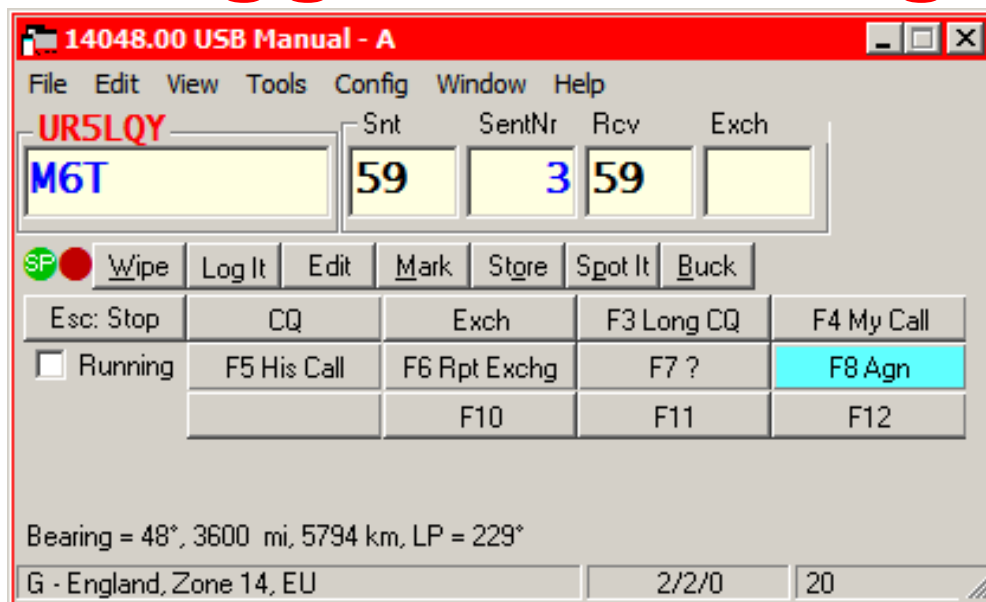 14048.00 USB Manual - A
File Edit View Tools Config Window Help
UR5LQY Snt SentNr Rcv Exch
M6T 59 3 59
SP Wipe Log It Edit Mark Store Spot It Buck
Esc: Stop CQ Exch F3 Long CQ F4 My Call
Running F5 His Call F6 Rpt Exchg F7 ? F8 Agn
F10 F11 F12
Bearing = 48°, 3600 mi, 5794 km, LP = 229°
G - England, Zone 14, EU 2/2/0 20